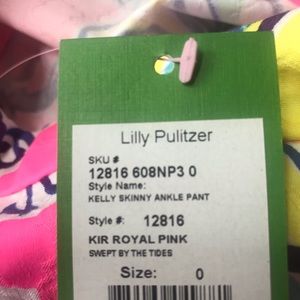 Lilly Pulitzer
SKU #
12816 608NP3 0
Style Name:
KELLY SKINNY ANKLE PANT
Style #: 12816
KIR ROYAL PINK
SWEPT BY THE TIDES
Size: 0